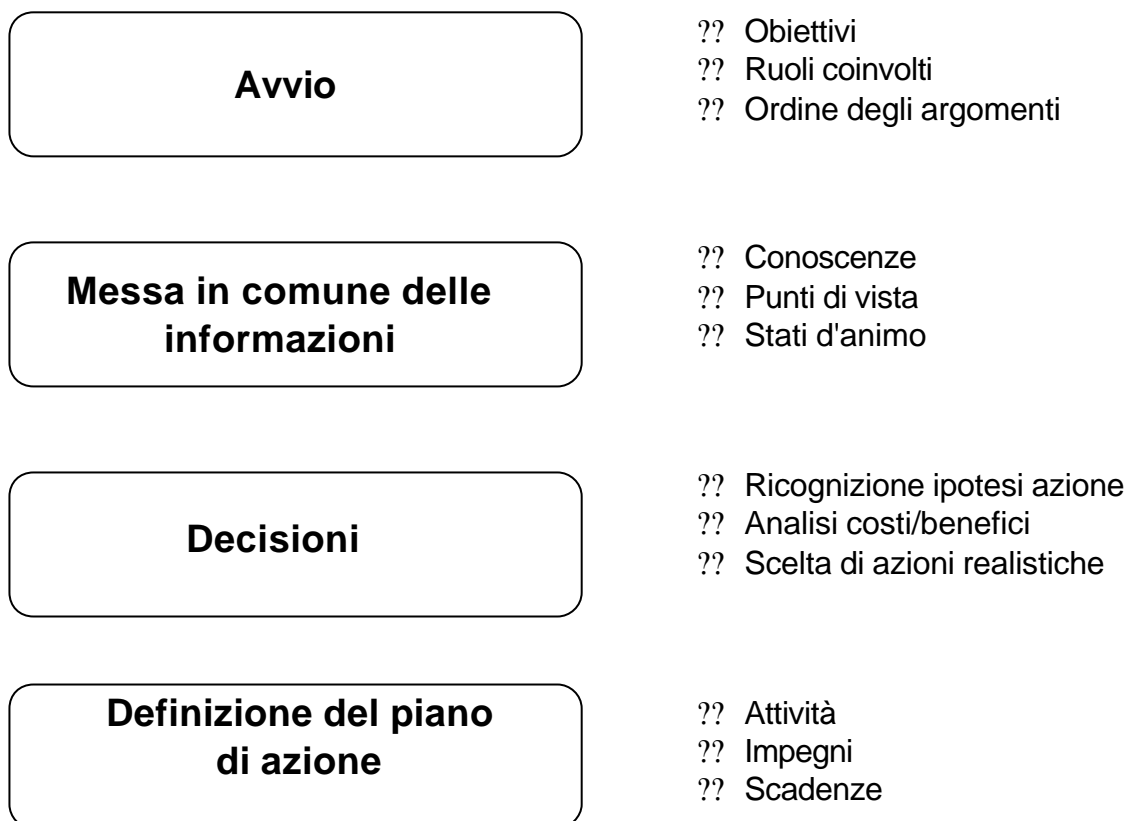 Avvio
?? Obiettivi
?? Ruoli coinvolti
?? Ordine degli argomenti
Messa in comune delle
informazioni
?? Conoscenze
?? Punti di vista
?? Stati d'animo
Decisioni
?? Ricognizione ipotesi azione
?? Analisi costi/benefici
?? Scelta di azioni realistiche
Definizione del piano
di azione
?? Attività
?? Impegni
?? Scadenze